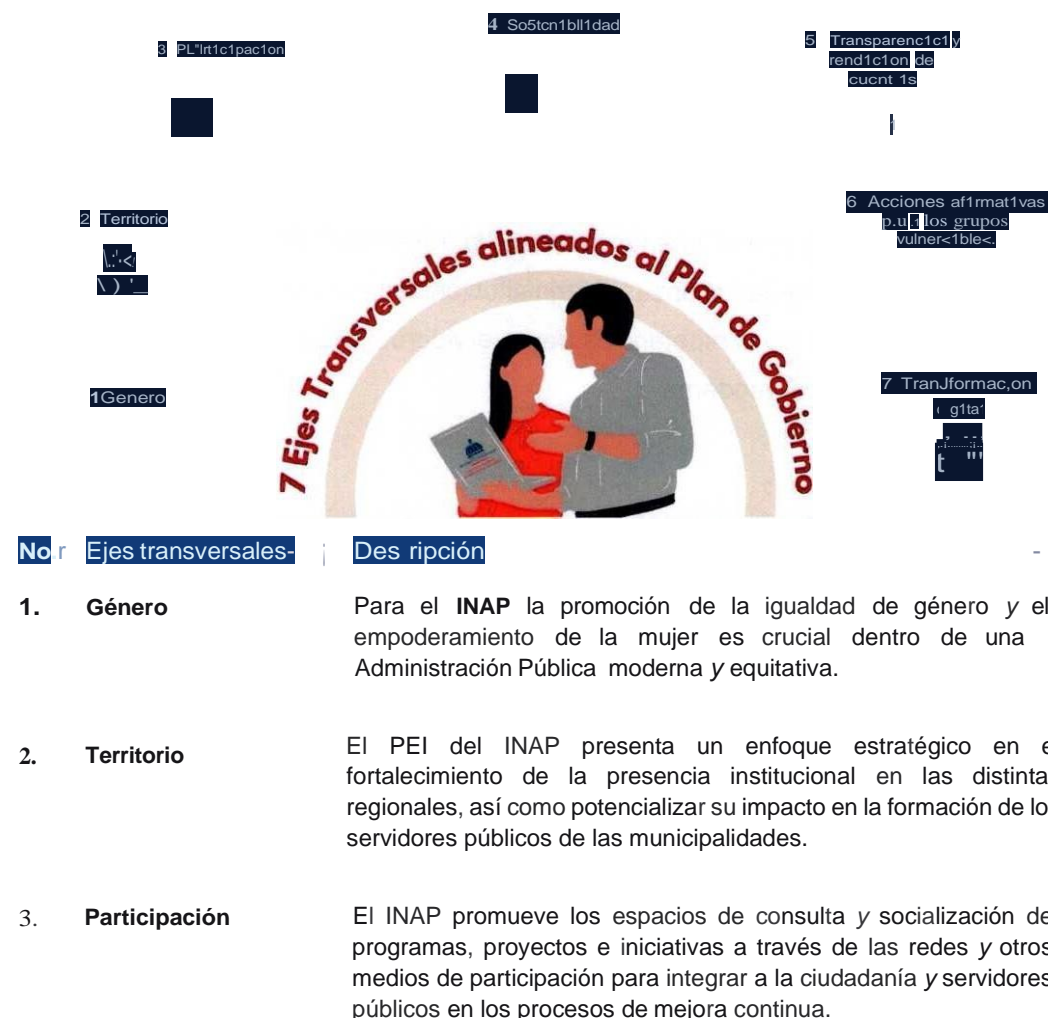 4 So5tcn1bll1dad
3 PL"lrt1c1pac1on
5 Transparenc1c1 y
rend1c1on de
cucnt 1s
2 Territorio
6 Acciones af1rmat1vas
p.u 1 los grupos
vulner<1ble<.
7 Ejes Transversales alineados al Plan de Gobierno
1Genero
7 TranJformac,on
g1ta1
No r Ejes transversales- Des ripción -
1. Género Para el INAP la promoción de la igualdad de género y el
empoderamiento de la mujer es crucial dentro de una
Administración Pública moderna y equitativa.
2. Territorio El PEI del INAP presenta un enfoque estratégico en e
fortalecimiento de la presencia institucional en las distinta
regionales, así como potencializar su impacto en la formación de lo
servidores públicos de las municipalidades.
3. Participación El INAP promueve los espacios de consulta y socialización de
programas, proyectos e iniciativas a través de las redes y otros
medios de participación para integrar a la ciudadanía y servidores
públicos en los procesos de mejora continua.